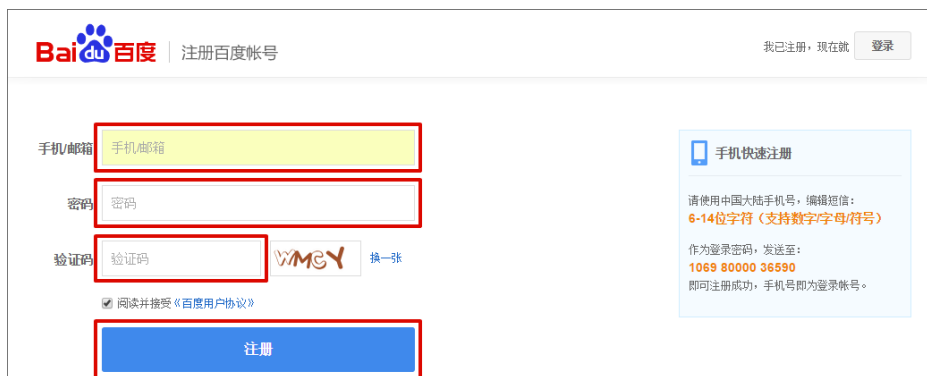 Bai du 百度 注册百度帐号
我已注册，现在就 登录
手机/邮箱 手机/邮箱
密码 密码
验证码 验证码 WMCY 换一张
阅读并接受《百度用户协议》
注册
手机快速注册
请使用中国大陆手机号，编辑短信：
6-14位字符（支持数字/字母/符号）
作为登录密码，发送至：
1069 80000 36590
即可注册成功，手机号即为登录帐号。